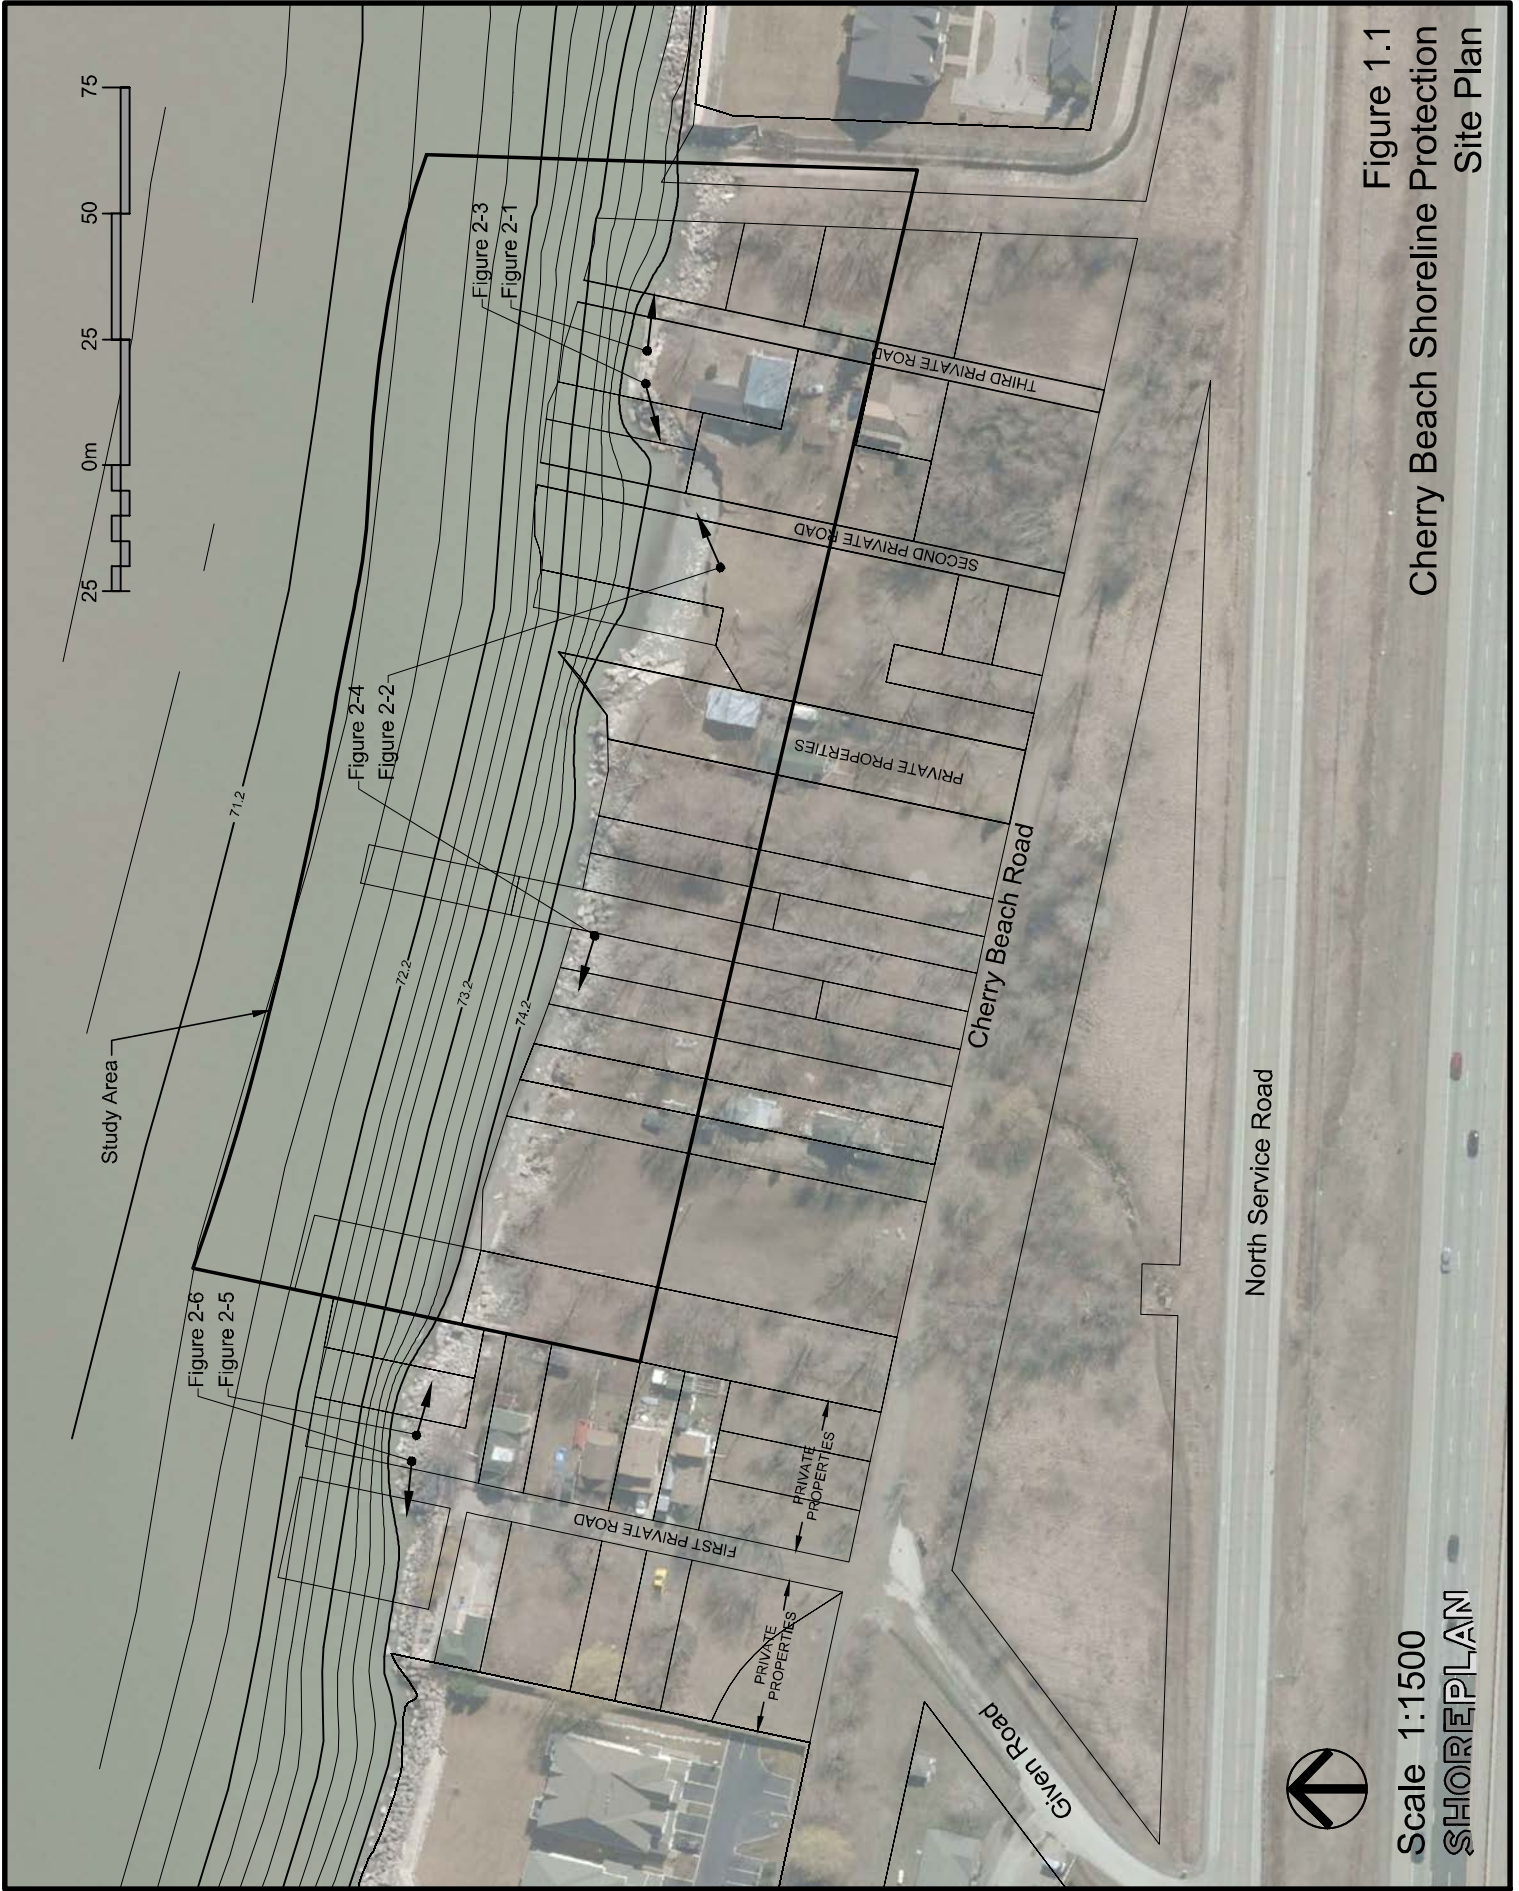 75
50
25
0m
25
Figure 2-3
Figure 2-1
Figure 2-4
Figure 2-2
Study Area
Figure 2-6
Figure 2-5
71.2
72.2
73.2
74.2
THIRD PRIVATE ROAD
SECOND PRIVATE ROAD
PRIVATE PROPERTIES
FIRST PRIVATE ROAD
PRIVATE
PROPERTIES
PRIVATE
PROPERTIES
Cherry Beach Road
North Service Road
Given Road
Figure 1.1
Cherry Beach Shoreline Protection
Site Plan
Scale 1:1500
SHOREPLAN